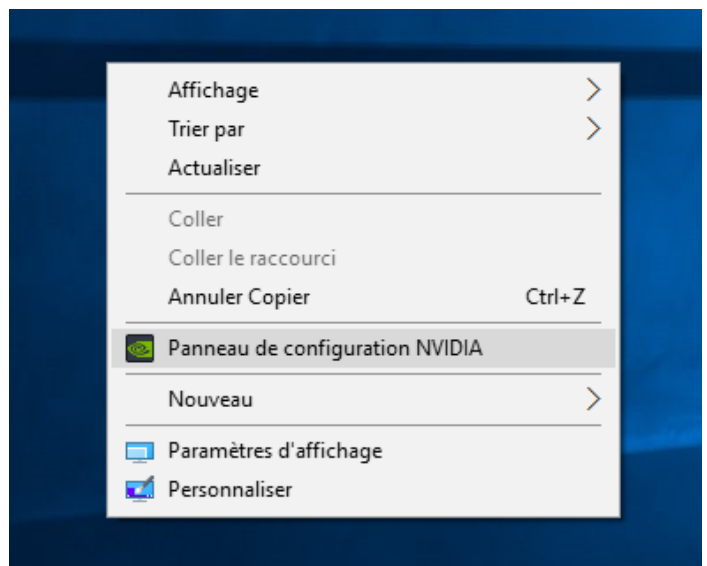 Affichage
Trier par
Actualiser
Coller
Coller le raccourci
Annuler Copier Ctrl+Z
Panneau de configuration NVIDIA
Nouveau
Paramètres d'affichage
Personnaliser